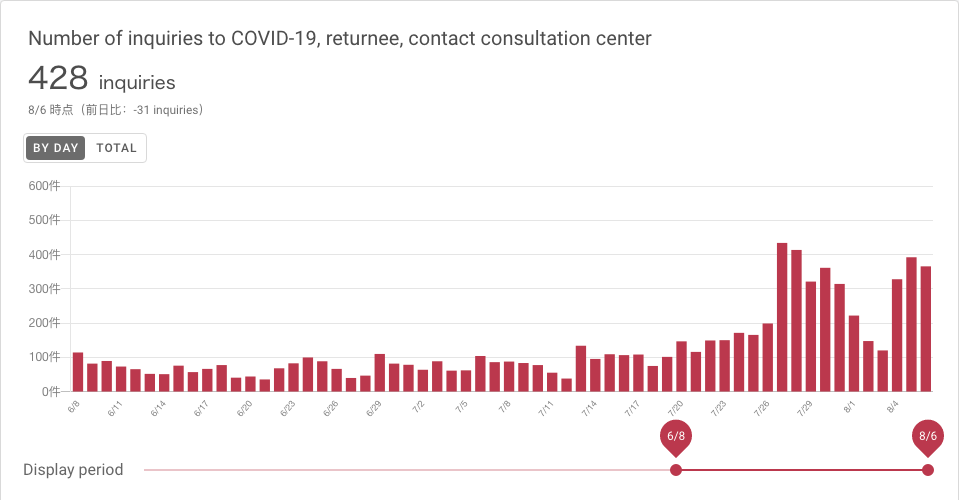 Number of inquiries to COVID-19, returnee, contact consultation center
428 inquiries
8/6 時点（前日比：-31 inquiries）
BY DAY TOTAL
600件
500件
400件
300件
200件
100件
0件
6/8 6/11 6/14 6/17 6/20 6/23 6/26 6/29 7/2 7/5 7/8 7/11 7/14 7/17 7/20 7/23 7/26 7/29 8/1 8/4
6/8 8/6
Display period